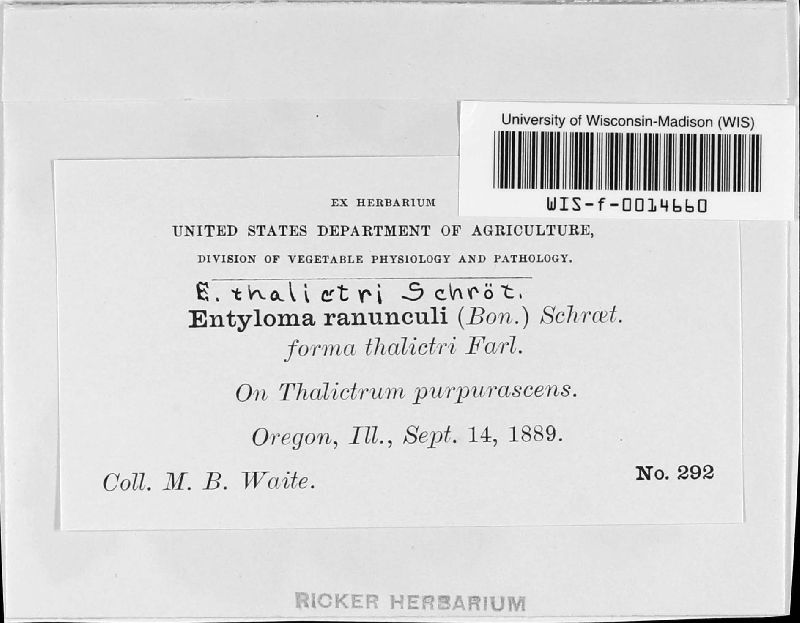 University of Wisconsin-Madison (WIS)
WIS-f-0014660
EX HERBARIUM
UNITED STATES DEPARTMENT OF AGRICULTURE,
DIVISION OF VEGETABLE PHYSIOLOGY AND PATHOLOGY.
E. thalictri Schröt.
Entyloma ranunculi (Bon.) Schrœt.
forma thalictri Farl.
On Thalictrum purpurascens.
Oregon, Ill., Sept. 14, 1889.
Coll. M. B. Waite.
No. 292
RICKER HERBARIUM